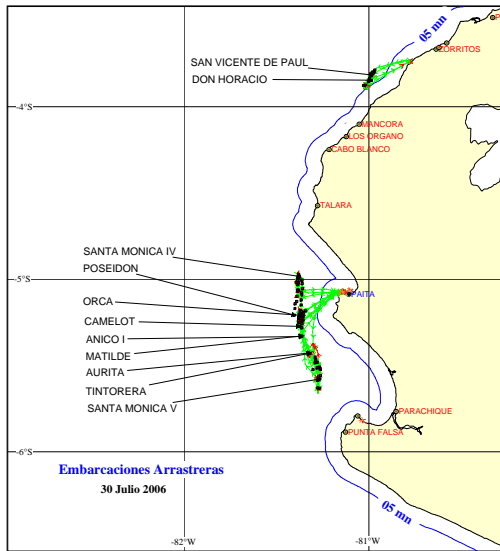 P
05 mn
ZORRITOS
SAN VICENTE DE PAUL
DON HORACIO
-4°S
MANCORA
LOS ORGANO
CABO BLANCO
TALARA
SANTA MONICA IV
-5°S
POSEIDON
PAITA
ORCA
CAMELOT
ANICO I
MATILDE
AURITA
TINTORERA
SANTA MONICA V
PARACHIQUE
PUNTA FALSA
-6°S
Embarcaciones Arrastreras
30 Julio 2006
05 mn
-82°W
-81°W